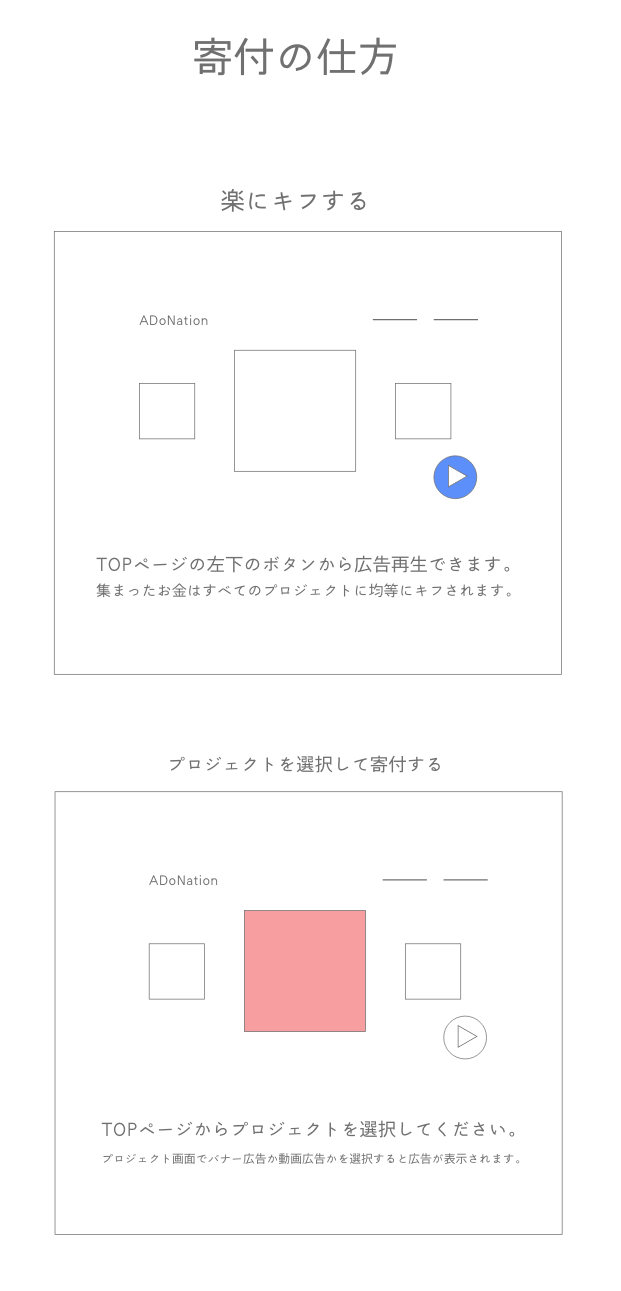 寄付の仕方
楽にキフする
ADoNation
TOPページの左下のボタンから広告再生できます。
集まったお金はすべてのプロジェクトに均等にキフされます。
プロジェクトを選択して寄付する
ADoNation
TOPページからプロジェクトを選択してください。
プロジェクト画面でバナー広告か動画広告かを選択すると広告が表示されます。